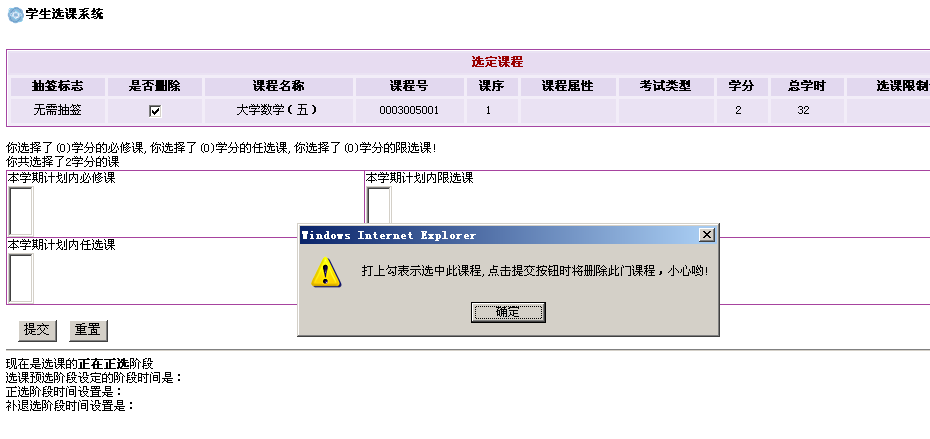 学生选课系统
选定课程
抽签标志 是否删除 课程名称 课程号 课序 课程属性 考试类型 学分 总学时 选课限制
无需抽签 大学数学(五) 0003005001 1 2 32
你选择了(0)学分的必修课,你选择了(0)学分的任选课,你选择了(0)学分的限选课!
你共选择了2学分的课
本学期计划内必修课 本学期计划内限选课
本学期计划内任选课
Windows Internet Explorer
打上勾表示选中此课程,点击提交按钮时将删除此门课程,小心哟!
确定
提交 重置
现在是选课的正在正选阶段
选课预选阶段设定的阶段时间是:
正选阶段时间设置是:
补退选阶段时间设置是: